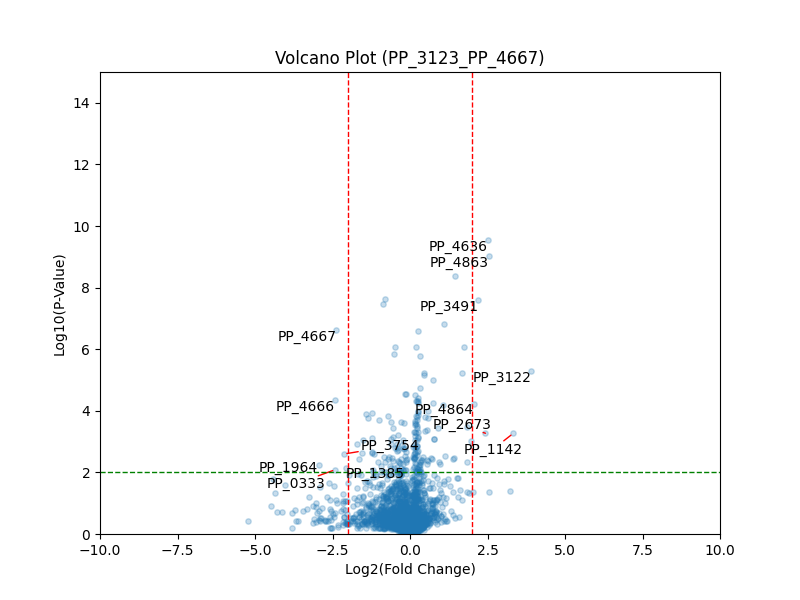 Volcano Plot (PP_3123_PP_4667)
14
12
10
8
6
4
2
0
Log10(P-Value)
PP_4636
PP_4863
PP_3491
PP_4667
PP_3122
PP_4666
PP_4864
PP_2673
PP_3754
PP_1142
PP_1964
PP_1385
PP_0333
−10.0
−7.5
−5.0
−2.5
0.0
2.5
5.0
7.5
10.0
Log2(Fold Change)